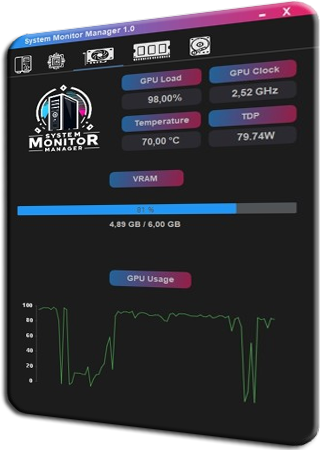 System Monitor Manager 1.0
X
SYSTEM
MONITOR
MANAGER
GPU Load
GPU Clock
98,00%
2,52 GHz
Temperature
TDP
70,00 °C
79.74W
VRAM
81 %
4,89 GB / 6,00 GB
GPU Usage
100
80
60
40
20
0